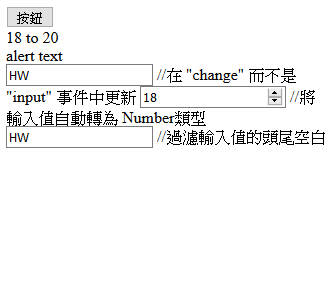 按鈕
18 to 20
alert text
HW //在 "change" 而不是
"input" 事件中更新 18 //將
輸入值自動轉為 Number類型
HW //過濾輸入值的頭尾空白